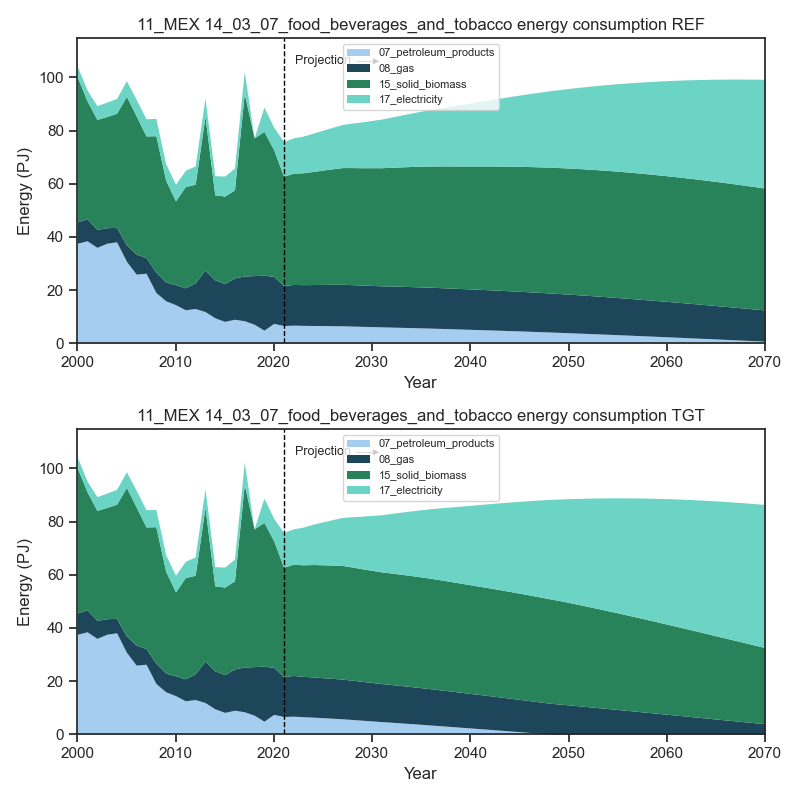 11_MEX 14_03_07_food_beverages_and_tobacco energy consumption REF
Energy (PJ)
100
80
60
40
20
0
Projection
07_petroleum_products
08_gas
15_solid_biomass
17_electricity
2000 2010 2020 2030 2040 2050 2060 2070
Year
11_MEX 14_03_07_food_beverages_and_tobacco energy consumption TGT
Energy (PJ)
100
80
60
40
20
0
Projection
07_petroleum_products
08_gas
15_solid_biomass
17_electricity
2000 2010 2020 2030 2040 2050 2060 2070
Year